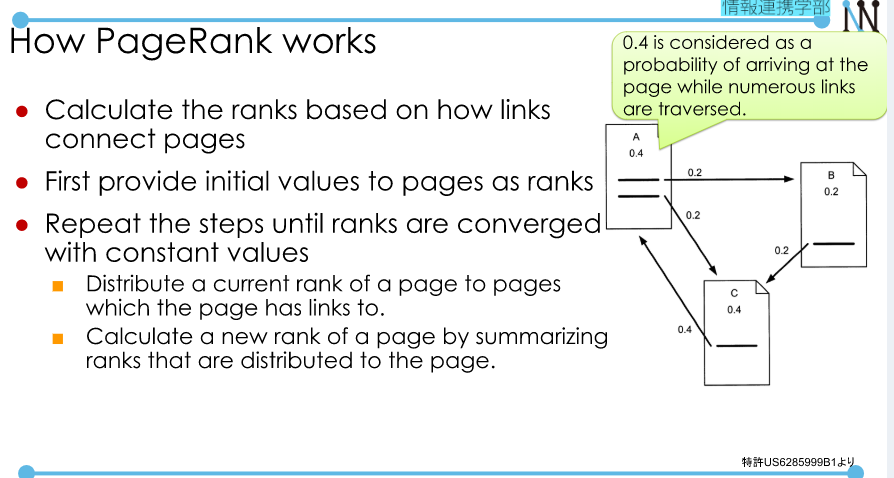 情報連携学部
How PageRank works
0.4 is considered as a
probability of arriving at the
page while numerous links
are traversed.
● Calculate the ranks based on how links
connect pages
● First provide initial values to pages as ranks
● Repeat the steps until ranks are converged
with constant values
■ Distribute a current rank of a page to pages
which the page has links to.
■ Calculate a new rank of a page by summarizing
ranks that are distributed to the page.
A
0.4
0.2
B
0.2
0.2
0.2
C
0.4
0.4
特許US6285999B1より